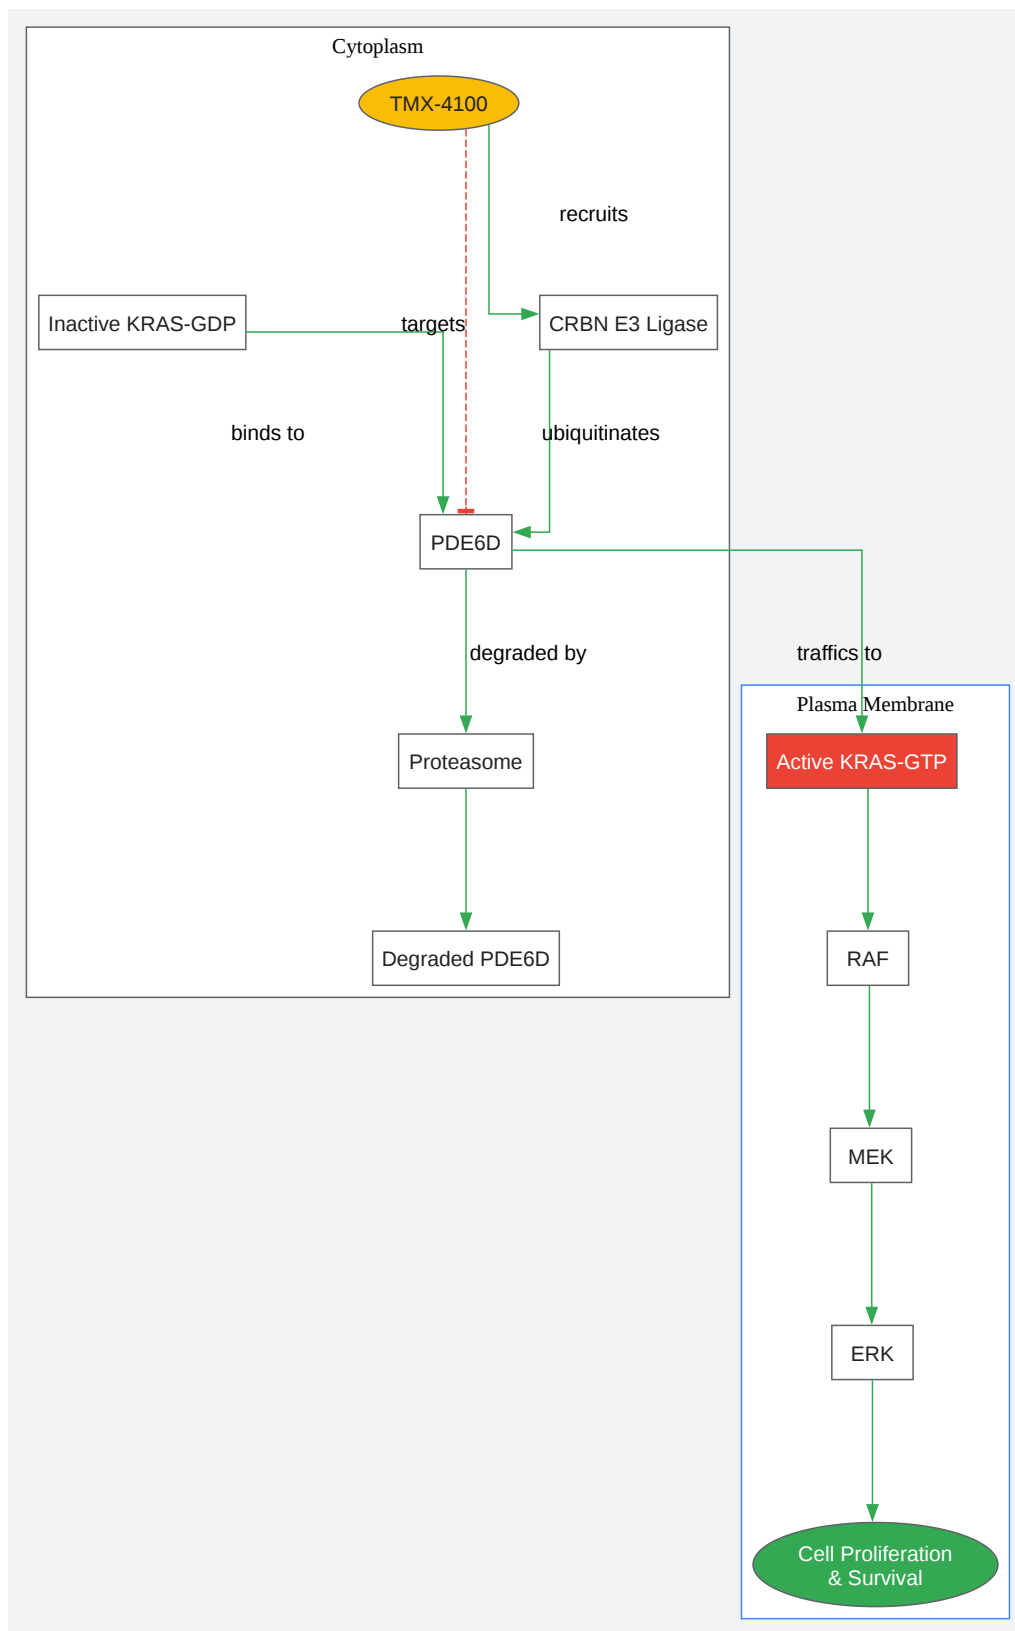 Cytoplasm
TMX-4100
recruits
Inactive KRAS-GDP
targets
CRBN E3 Ligase
binds to
ubiquitinates
PDE6D
degraded by
traffics to
Plasma Membrane
Proteasome
Active KRAS-GTP
Degraded PDE6D
RAF
MEK
ERK
Cell Proliferation
& Survival